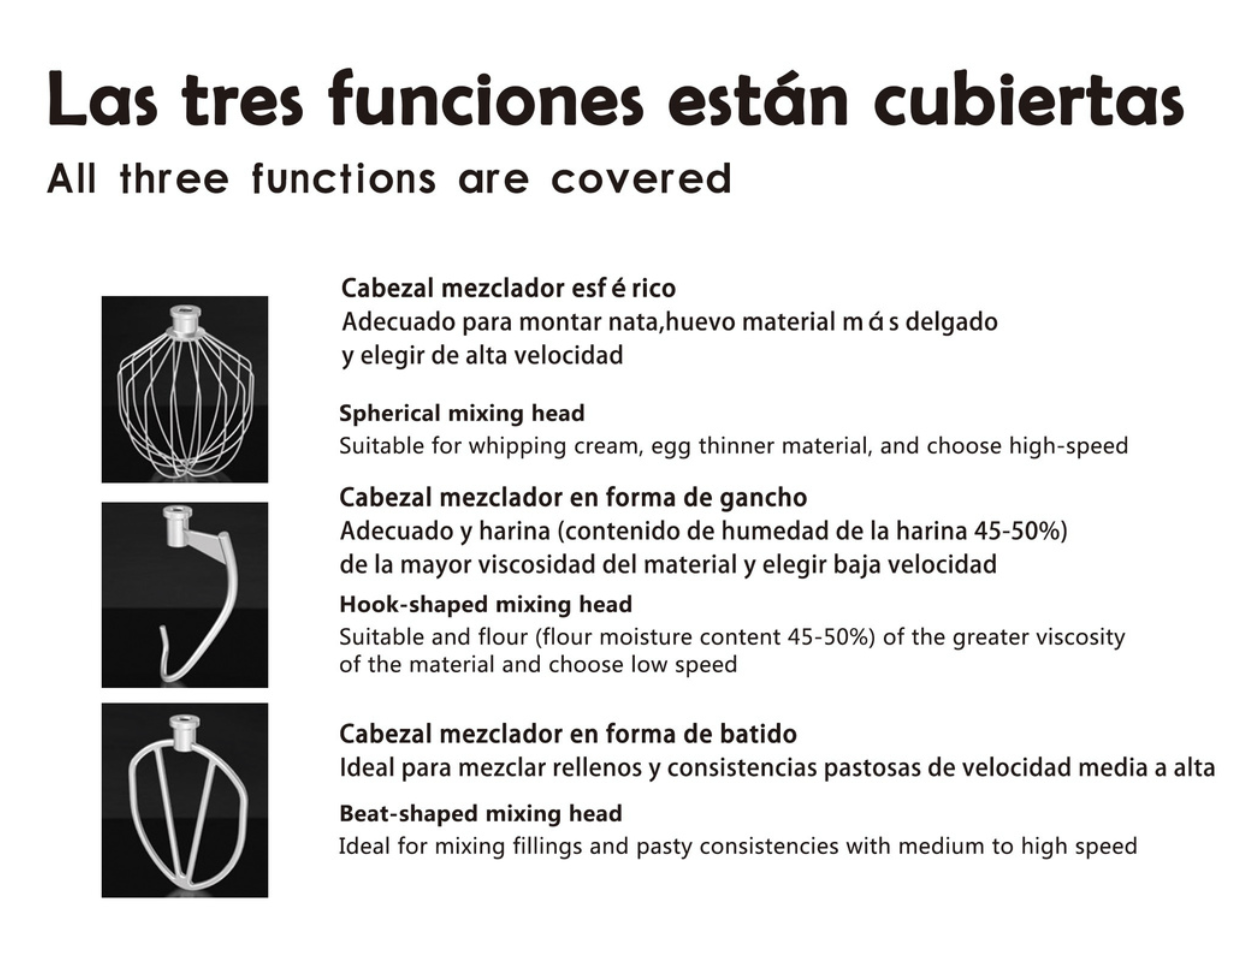 Las tres funciones están cubiertas
All three functions are covered
Cabezal mezclador esférico
Adecuado para montar nata,huevo material más delgado
y elegir de alta velocidad
Spherical mixing head
Suitable for whipping cream, egg thinner material, and choose high-speed
Cabezal mezclador en forma de gancho
Adecuado y harina (contenido de humedad de la harina 45-50%)
de la mayor viscosidad del material y elegir baja velocidad
Hook-shaped mixing head
Suitable and flour (flour moisture content 45-50%) of the greater viscosity
of the material and choose low speed
Cabezal mezclador en forma de batido
Ideal para mezclar rellenos y consistencias pastosas de velocidad media a alta
Beat-shaped mixing head
Ideal for mixing fillings and pasty consistencies with medium to high speed